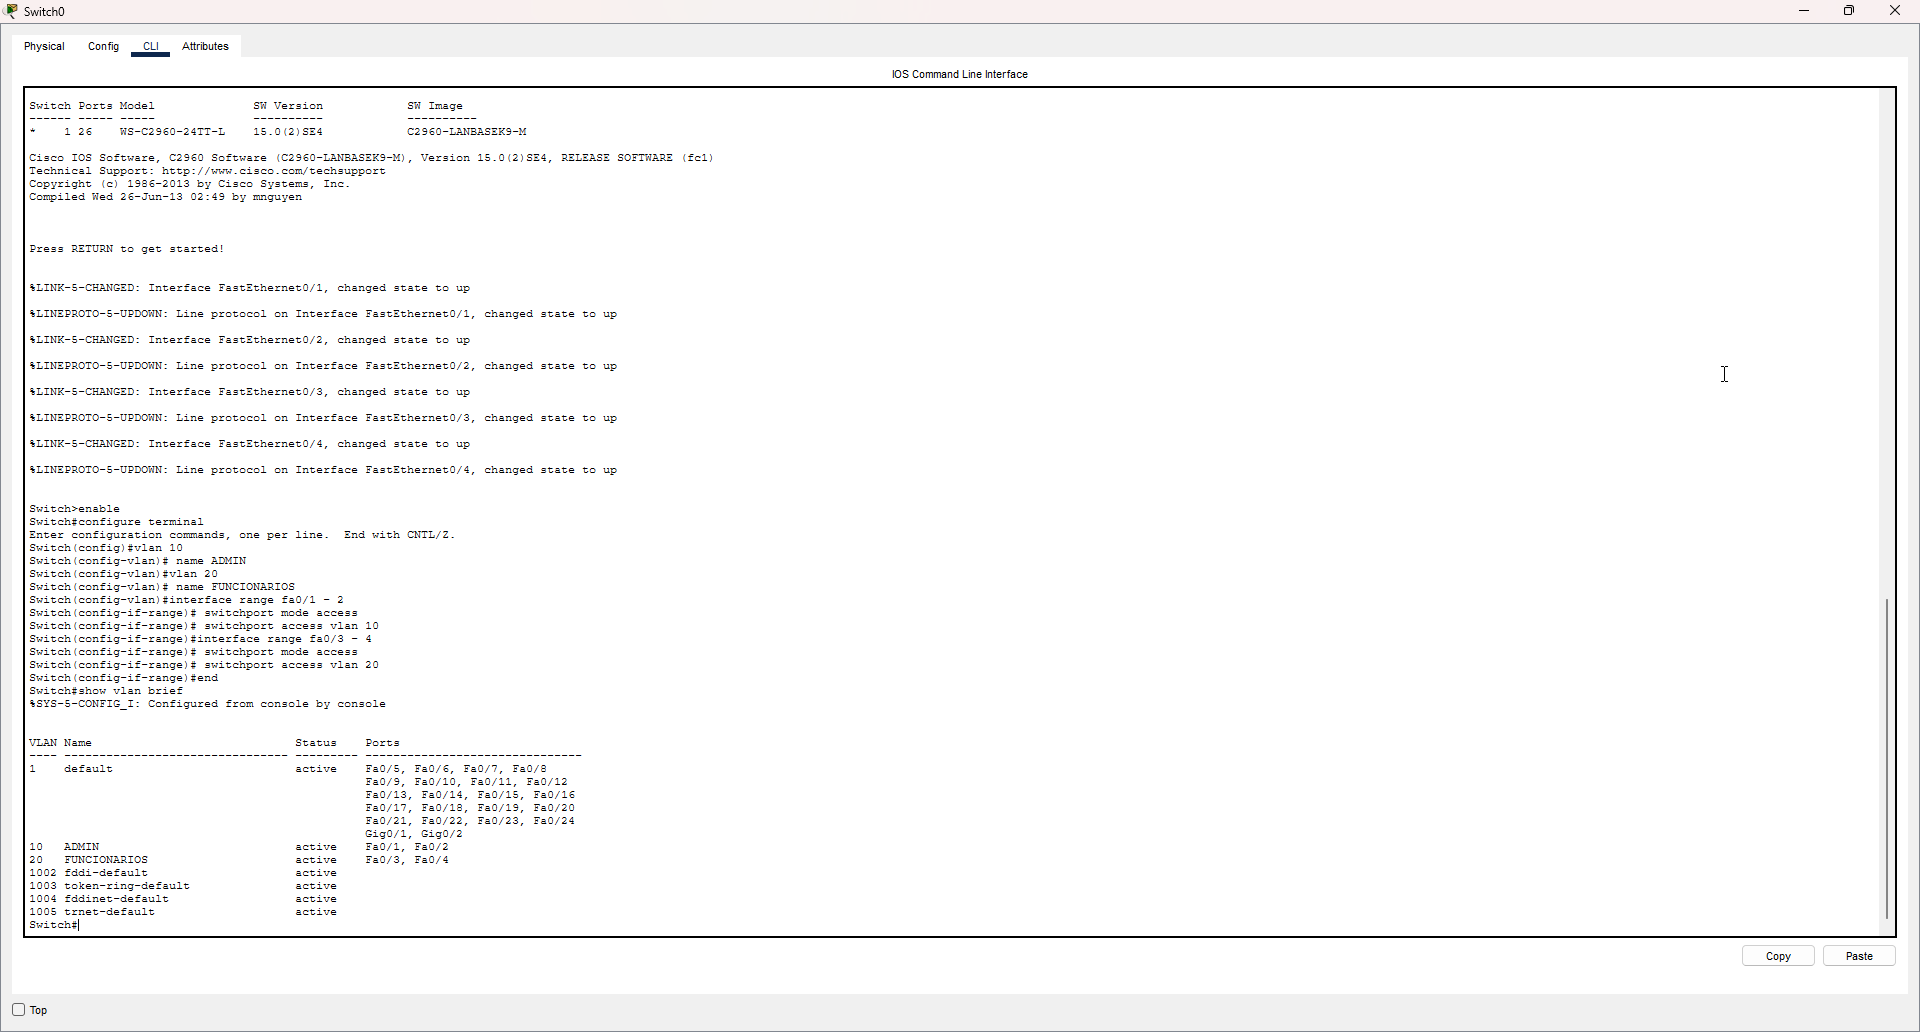 Switch0
Physical Config CLI Attributes
IOS Command Line Interface
Switch Ports Model SW Version SW Image
------ ----- ----- ---------- ----------
* 1 26 WS-C2960-24TT-L 15.0(2)SE4 C2960-LANBASEK9-M
Cisco IOS Software, C2960 Software (C2960-LANBASEK9-M), Version 15.0(2)SE4, RELEASE SOFTWARE (fc1)
Technical Support: http://www.cisco.com/techsupport
Copyright (c) 1986-2013 by Cisco Systems, Inc.
Compiled Wed 26-Jun-13 02:49 by mnguyen
Press RETURN to get started!
%LINK-5-CHANGED: Interface FastEthernet0/1, changed state to up
%LINEPROTO-5-UPDOWN: Line protocol on Interface FastEthernet0/1, changed state to up
%LINK-5-CHANGED: Interface FastEthernet0/2, changed state to up
%LINEPROTO-5-UPDOWN: Line protocol on Interface FastEthernet0/2, changed state to up
%LINK-5-CHANGED: Interface FastEthernet0/3, changed state to up
%LINEPROTO-5-UPDOWN: Line protocol on Interface FastEthernet0/3, changed state to up
%LINK-5-CHANGED: Interface FastEthernet0/4, changed state to up
%LINEPROTO-5-UPDOWN: Line protocol on Interface FastEthernet0/4, changed state to up
Switch>enable
Switch#configure terminal
Enter configuration commands, one per line. End with CNTL/Z.
Switch(config)#vlan 10
Switch(config-vlan)# name ADMIN
Switch(config-vlan)#vlan 20
Switch(config-vlan)# name FUNCIONARIOS
Switch(config-vlan)#interface range fa0/1 - 2
Switch(config-if-range)# switchport mode access
Switch(config-if-range)# switchport access vlan 10
Switch(config-if-range)#interface range fa0/3 - 4
Switch(config-if-range)# switchport mode access
Switch(config-if-range)# switchport access vlan 20
Switch(config-if-range)#end
Switch#show vlan brief
%SYS-5-CONFIG_I: Configured from console by console
VLAN Name Status Ports
---- -------------------------------- --------- -------------------------------
1 default active Fa0/5, Fa0/6, Fa0/7, Fa0/8
Fa0/9, Fa0/10, Fa0/11, Fa0/12
Fa0/13, Fa0/14, Fa0/15, Fa0/16
Fa0/17, Fa0/18, Fa0/19, Fa0/20
Fa0/21, Fa0/22, Fa0/23, Fa0/24
Gig0/1, Gig0/2
10 ADMIN active Fa0/1, Fa0/2
20 FUNCIONARIOS active Fa0/3, Fa0/4
1002 fddi-default active
1003 token-ring-default active
1004 fddinet-default active
1005 trnet-default active
Switch#
Copy Paste
Top